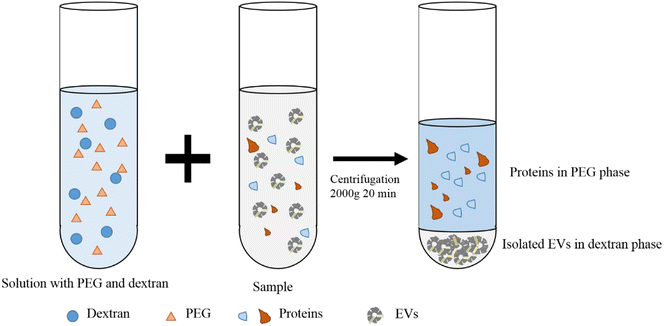 Centrifugation
2000g 20 min
Proteins in PEG phase
Isolated EVs in dextran phase
Solution with PEG and dextran
Sample
Dextran PEG Proteins EVs